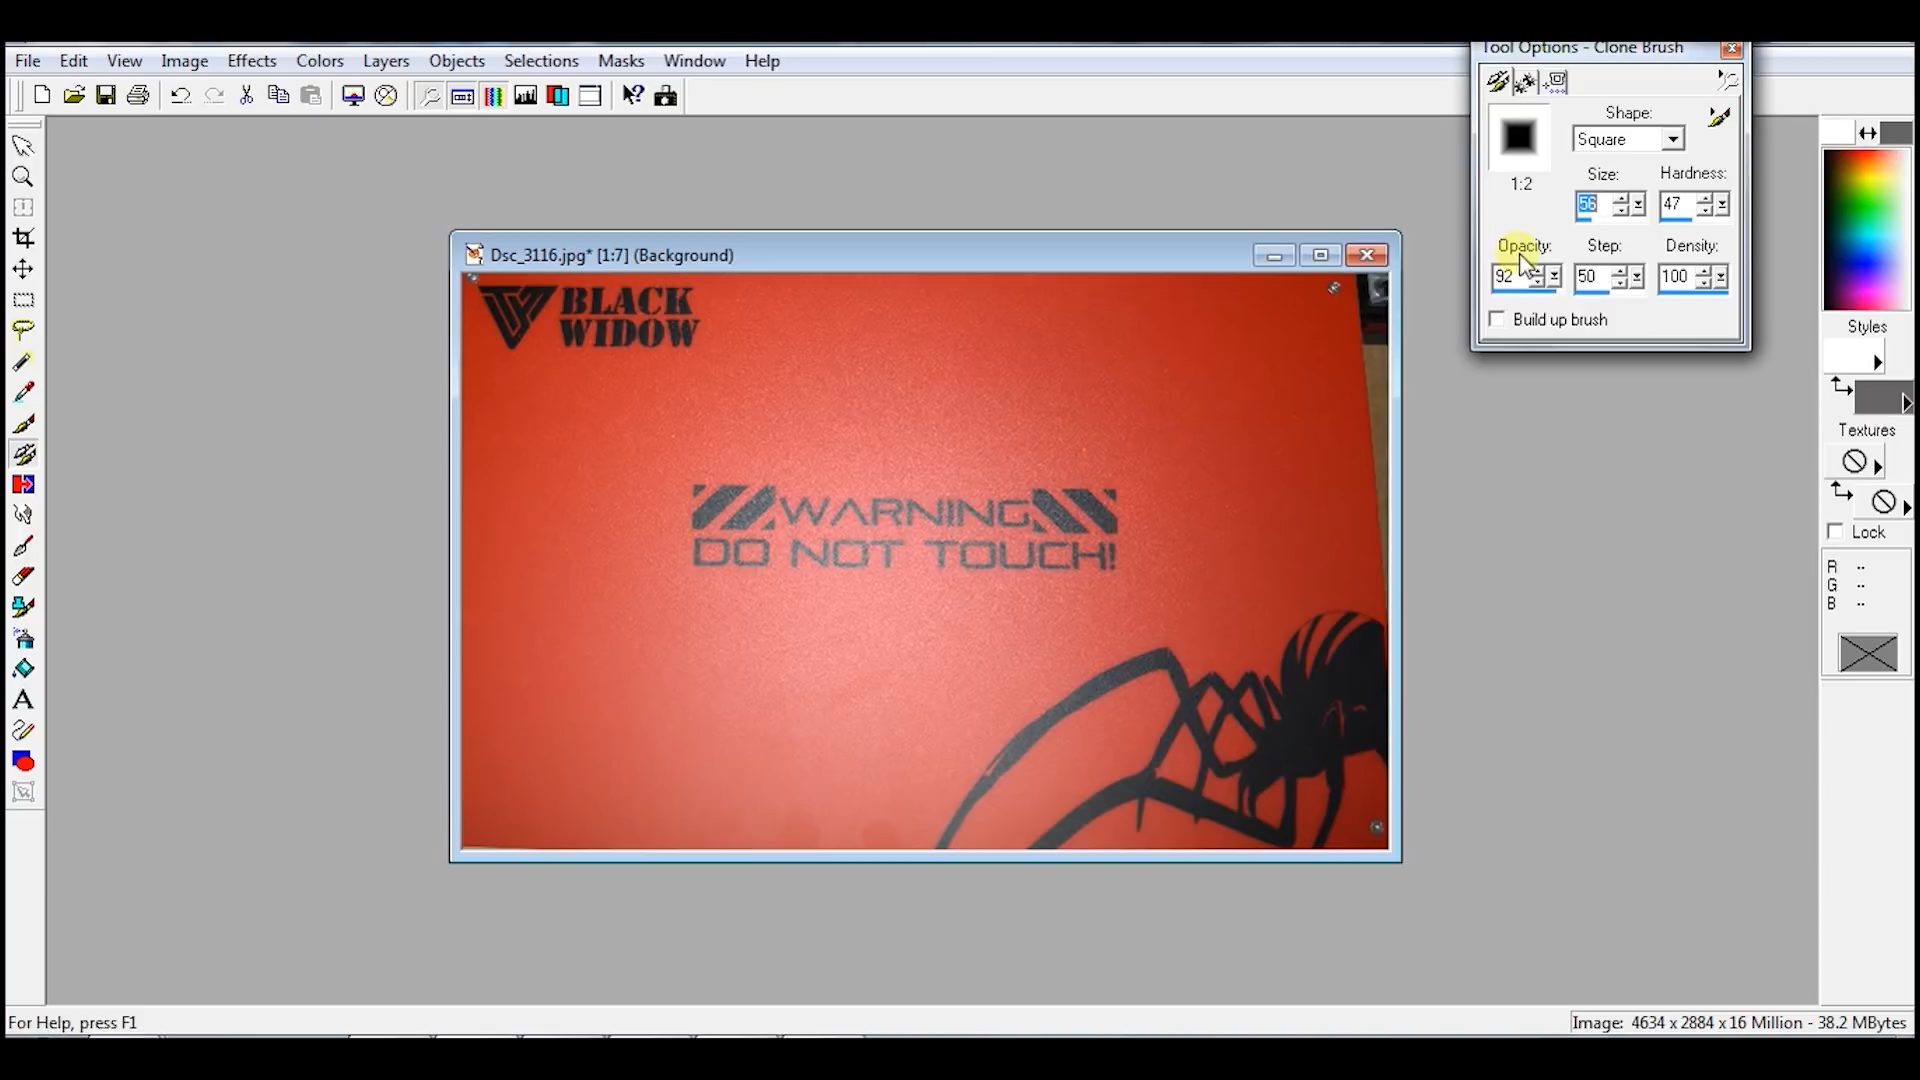 Tool Options - Clone Brush
File Edit View Image Effects Colors Layers Objects Selections Masks Window Help
Shape:
Square
1:2
Size: Hardness:
56 47
Opacity: Step: Density:
92 50 100
Build up brush
Dsc_3116.jpg* [1:7] (Background)
BLACK
WIDOW
WARNING
DO NOT TOUCH!
Styles
Textures
Lock
R --
G --
B --
For Help, press F1
Image: 4634 x 2884 x 16 Million - 38.2 MBytes